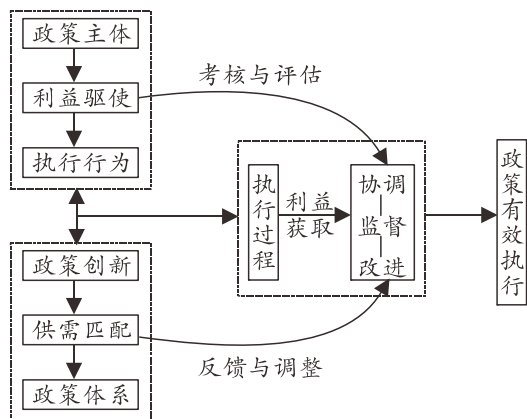 政策主体
利益驱使
执行行为
考核与评估
执行过程
利益
获取
协调
监督
改进
政策有效执行
政策创新
供需匹配
政策体系
反馈与调整